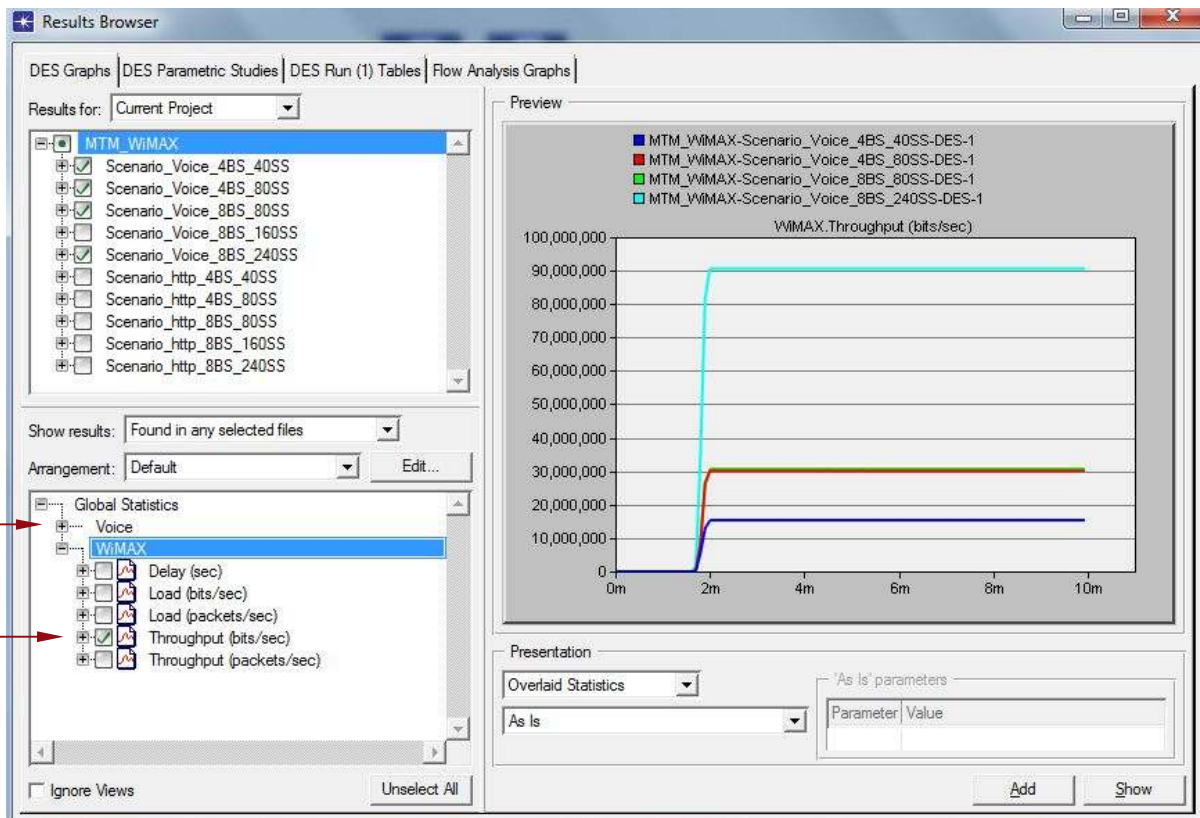 Results Browser
DES Graphs DES Parametric Studies DES Run (1) Tables Flow Analysis Graphs
Results for: Current Project
MTM_WiMAX
Scenario_Voice_4BS_40SS
Scenario_Voice_4BS_80SS
Scenario_Voice_8BS_80SS
Scenario_Voice_8BS_160SS
Scenario_Voice_8BS_240SS
Scenario_http_4BS_40SS
Scenario_http_4BS_80SS
Scenario_http_8BS_80SS
Scenario_http_8BS_160SS
Scenario_http_8BS_240SS
Show results: Found in any selected files
Arrangement: Default Edit...
Global Statistics
Voice
WiMAX
Delay (sec)
Load (bits/sec)
Load (packets/sec)
Throughput (bits/sec)
Throughput (packets/sec)
Ignore Views Unselect All
Preview
MTM_WiMAX-Scenario_Voice_4BS_40SS-DES-1
MTM_WiMAX-Scenario_Voice_4BS_80SS-DES-1
MTM_WiMAX-Scenario_Voice_8BS_80SS-DES-1
MTM_WiMAX-Scenario_Voice_8BS_240SS-DES-1
WiMAX.Throughput (bits/sec)
100,000,000
90,000,000
80,000,000
70,000,000
60,000,000
50,000,000
40,000,000
30,000,000
20,000,000
10,000,000
0
0m 2m 4m 6m 8m 10m
Presentation
Overlaid Statistics
As Is
'As Is' parameters
Parameter Value
Add Show